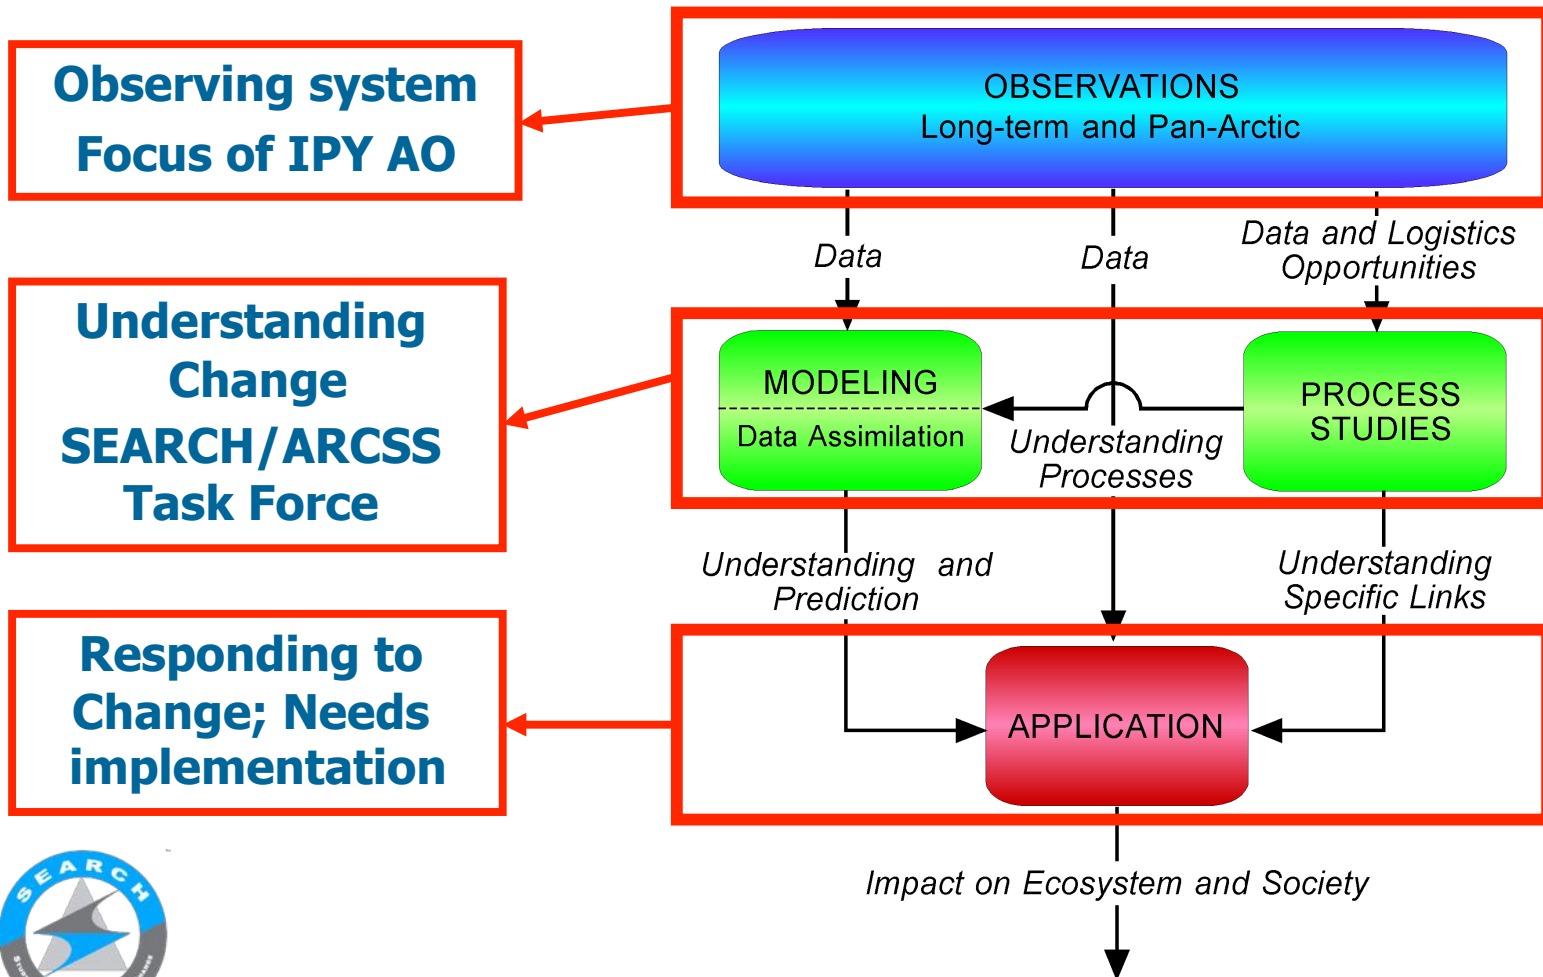 Observing system
Focus of IPY AO
OBSERVATIONS
Long-term and Pan-Arctic
Data
Data
Data and Logistics
Opportunities
Understanding
Change
SEARCH/ARCSS
Task Force
MODELING
Data Assimilation
Understanding
Processes
PROCESS
STUDIES
Understanding and
Prediction
Understanding
Specific Links
Responding to
Change; Needs
implementation
APPLICATION
Impact on Ecosystem and Society
SEARCH